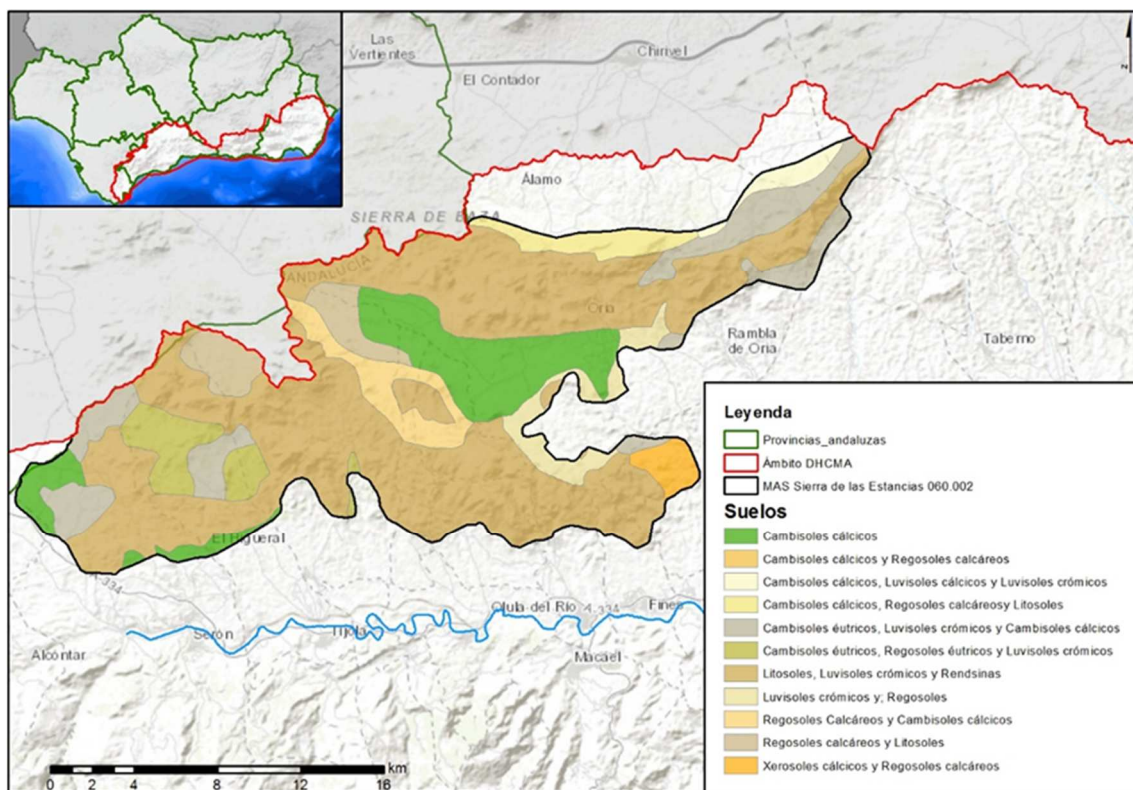 Las
Vertientes
Chirivel
El Contador
N
Álamo
SIERRA DE BAZA
ANDALUCÍA
Oria
Rambla
de Oria
Taberno
El Higueral
A-334
Olula del Río
A-334
Fines
Serón
Tíjola
Alcóntar
Macael
km
0 2 4 8 12 16
Leyenda
Provincias_andaluzas
Ámbito DHCMA
MAS Sierra de las Estancias 060.002
Suelos
Cambisoles cálcicos
Cambisoles cálcicos y Regosoles calcáreos
Cambisoles cálcicos, Luvisoles cálcicos y Luvisoles crómicos
Cambisoles cálcicos, Regosoles calcáreosy Litosoles
Cambisoles éutricos, Luvisoles crómicos y Cambisoles cálcicos
Cambisoles éutricos, Regosoles éutricos y Luvisoles crómicos
Litosoles, Luvisoles crómicos y Rendsinas
Luvisoles crómicos y; Regosoles
Regosoles Calcáreos y Cambisoles cálcicos
Regosoles calcáreos y Litosoles
Xerosoles cálcicos y Regosoles calcáreos